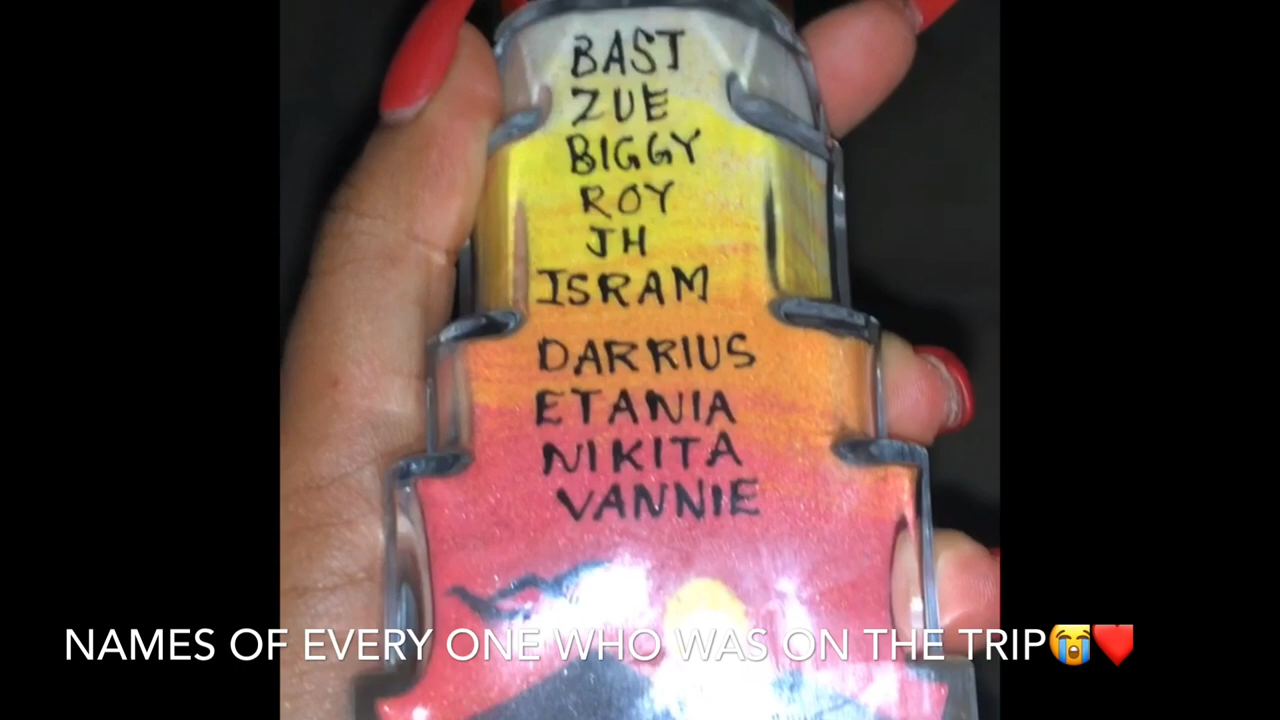 BAST
ZUE
BIGGY
ROY
JH
ISRAM
DARRIUS
ETANIA
NIKITA
VANNIE
NAMES OF EVERY ONE WHO WAS ON THE TRIP😭♥️